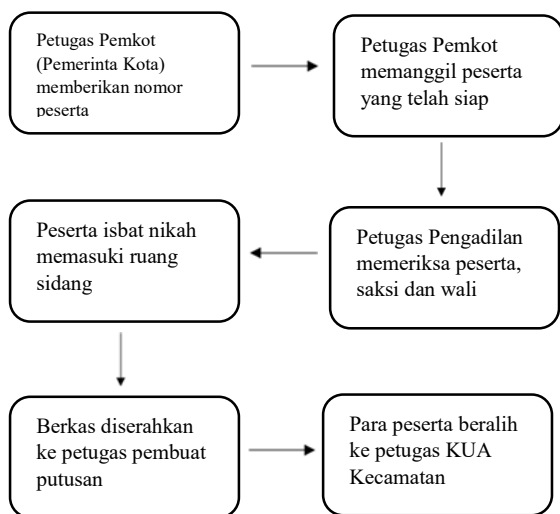 Petugas Pemkot
(Pemerinta Kota)
memberikan nomor
peserta
Petugas Pemkot
memanggil peserta
yang telah siap
Petugas Pengadilan
memeriksa peserta,
saksi dan wali
Peserta isbat nikah
memasuki ruang
sidang
Berkas diserahkan
ke petugas pembuat
putusan
Para peserta beralih
ke petugas KUA
Kecamatan